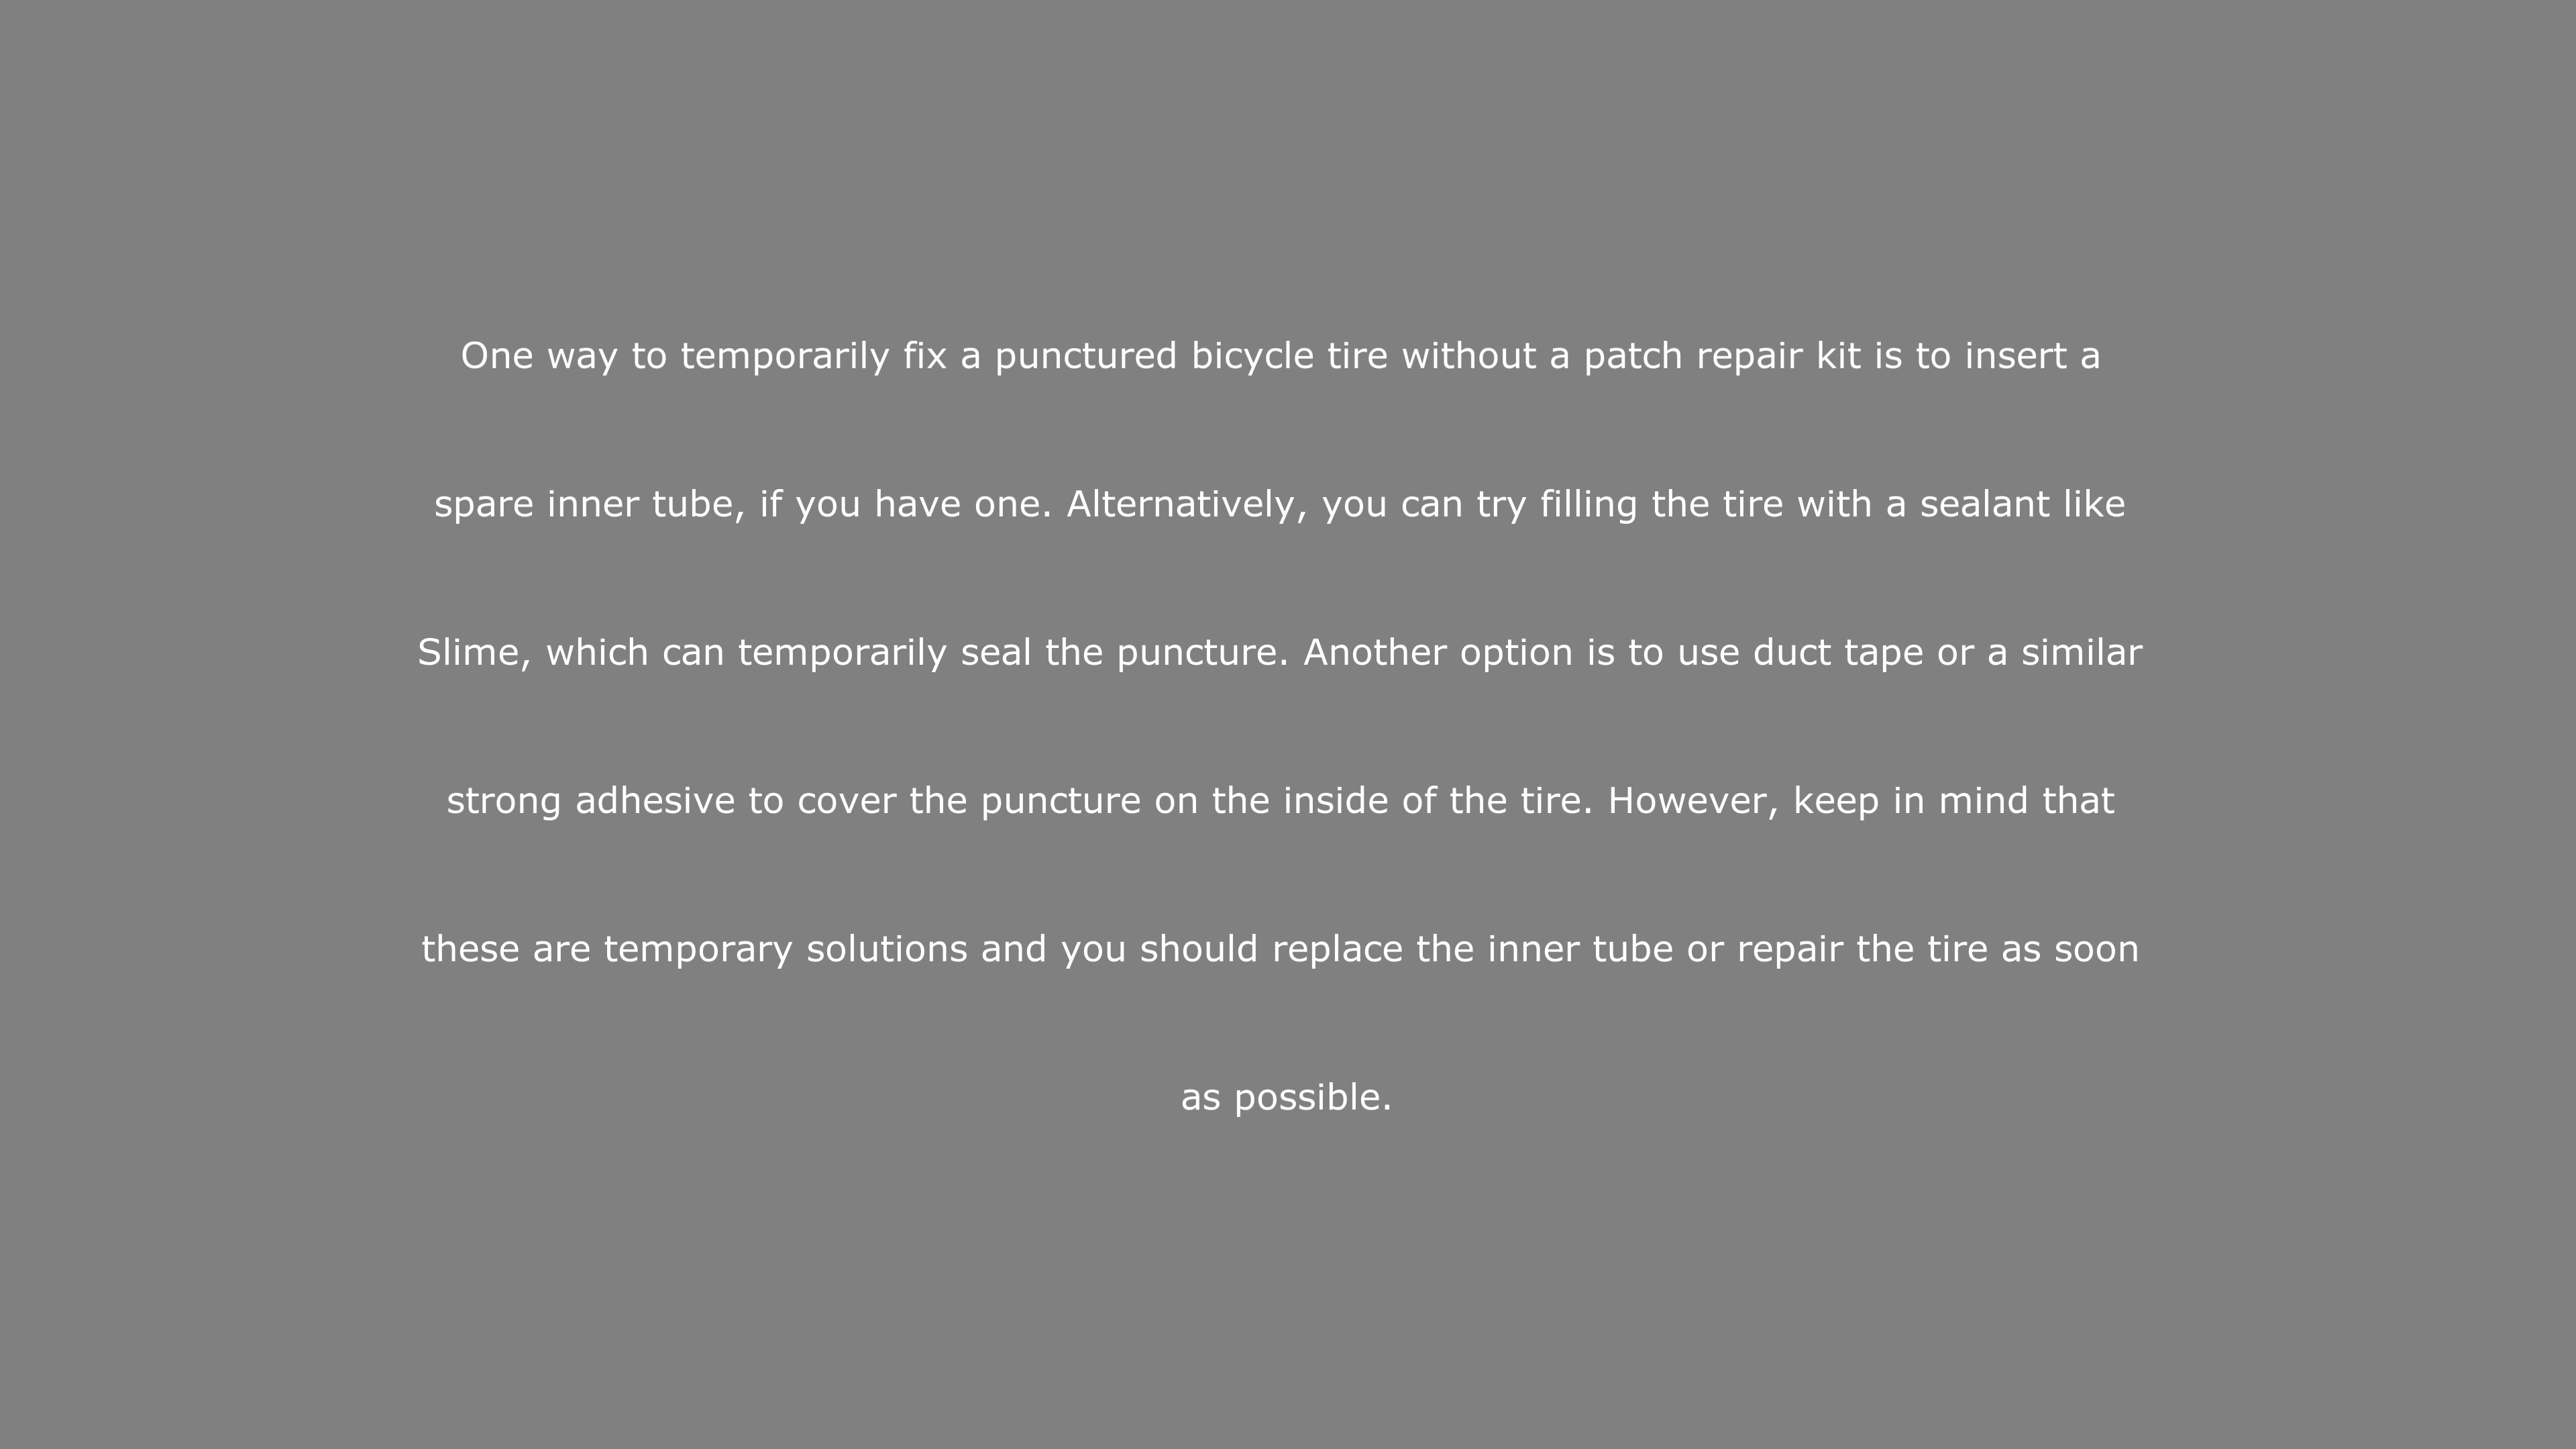 One way to temporarily fix a punctured bicycle tire without a patch repair kit is to insert a
spare inner tube, if you have one. Alternatively, you can try filling the tire with a sealant like
Slime, which can temporarily seal the puncture. Another option is to use duct tape or a similar
strong adhesive to cover the puncture on the inside of the tire. However, keep in mind that
these are temporary solutions and you should replace the inner tube or repair the tire as soon
as possible.